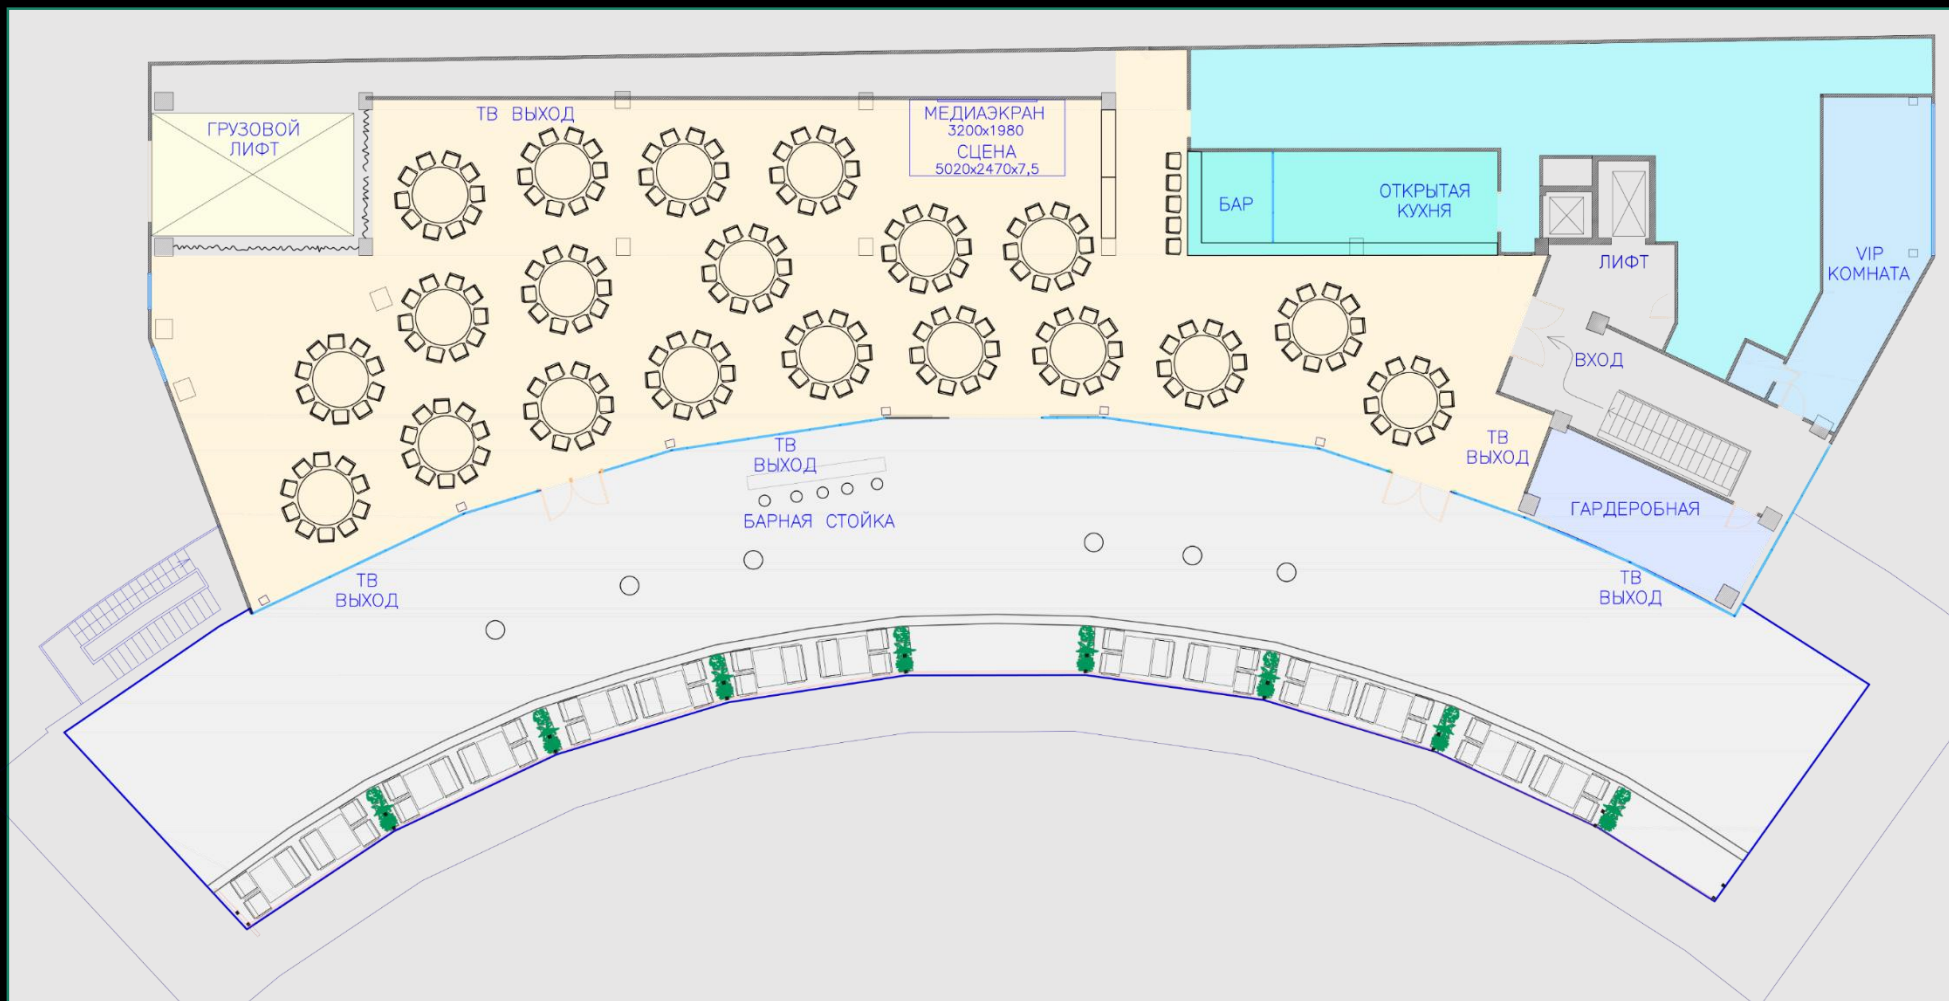 ТВ ВЫХОД
МЕДИАЭКРАН
3200х1980
СЦЕНА
5020х2470х7,5
ГРУЗОВОЙ
ЛИФТ
БАР
ОТКРЫТАЯ
КУХНЯ
ЛИФТ
VIP
КОМНАТА
ВХОД
ТВ
ВЫХОД
ТВ
ВЫХОД
БАРНАЯ СТОЙКА
ГАРДЕРОБНАЯ
ТВ
ВЫХОД
ТВ
ВЫХОД